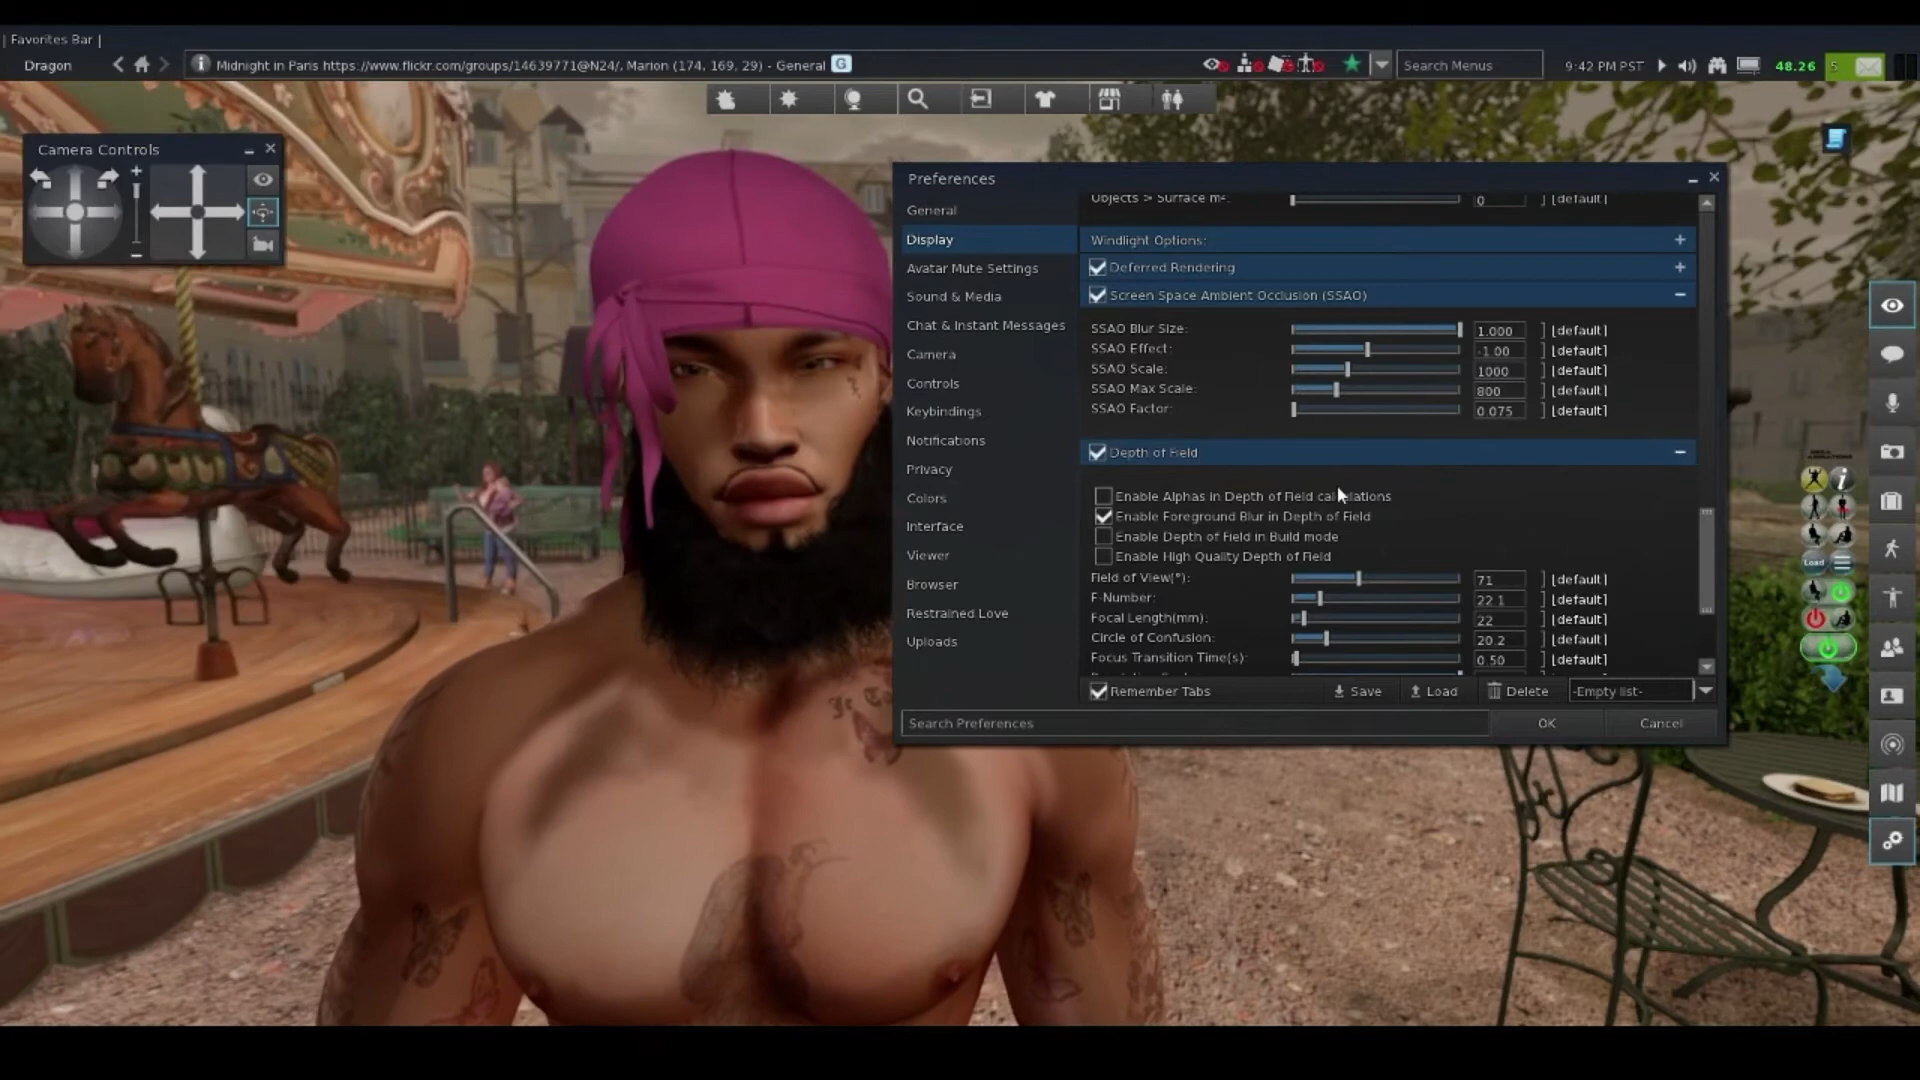 | Favorites Bar |
Dragon
Midnight in Paris https://www.flickr.com/groups/14639771@N24/, Marion (174, 169, 29) - General G
Search Menus
9:42 PM PST
48.26
5
Camera Controls
Preferences
General
Display
Avatar Mute Settings
Sound & Media
Chat & Instant Messages
Camera
Controls
Keybindings
Notifications
Privacy
Colors
Interface
Viewer
Browser
Restrained Love
Uploads
Objects > Surface m²: 0 ] [default]
Windlight Options: +
Deferred Rendering +
Screen Space Ambient Occlusion (SSAO) −
SSAO Blur Size: 1.000 ] [default]
SSAO Effect: -1.00 ] [default]
SSAO Scale: 1000 ] [default]
SSAO Max Scale: 800 ] [default]
SSAO Factor: 0.075 ] [default]
Depth of Field −
Enable Alphas in Depth of Field calculations
Enable Foreground Blur in Depth of Field
Enable Depth of Field in Build mode
Enable High Quality Depth of Field
Field of View(°): 71 ] [default]
F-Number: 22.1 ] [default]
Focal Length(mm): 22 ] [default]
Circle of Confusion: 20.2 ] [default]
Focus Transition Time(s): 0.50 ] [default]
Remember Tabs
Save
Load
Delete
-Empty list-
Search Preferences
OK
Cancel
Load